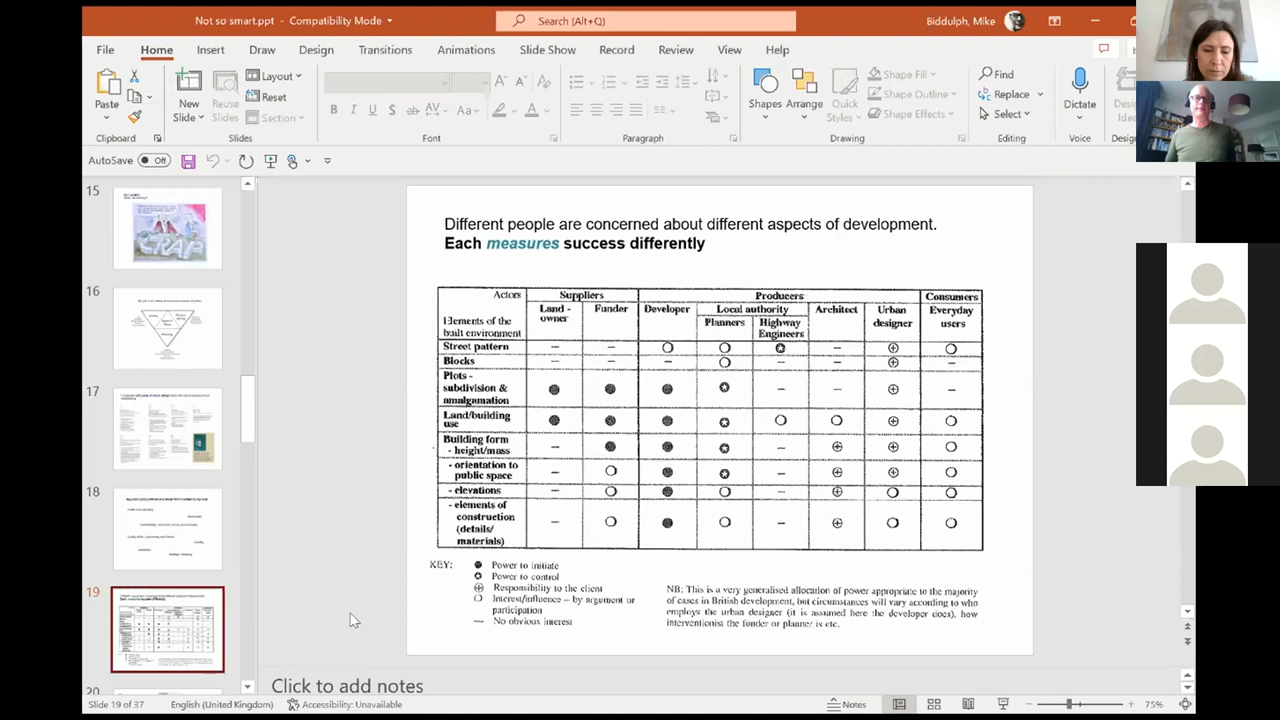 Not so smart.ppt - Compatibility Mode
Search (Alt+Q)
Biddulph, Mike
File Home Insert Draw Design Transitions Animations Slide Show Record Review View Help
Paste
Clipboard
New Slide
Reuse Slides
Layout
Reset
Section
Slides
B I U S ab AV Aa A
Font
Paragraph
Shapes
Arrange
Quick Styles
Shape Fill
Shape Outline
Shape Effects
Drawing
Find
Replace
Select
Editing
Dictate
Voice
AutoSave Off
15
CRAP
16
17
18
19
20
Different people are concerned about different aspects of development.
Each measures success differently
Actors Suppliers Producers Consumers
Elements of the built environment
Land-owner Funder Developer Local authority Architect Urban designer Everyday users
Planners Highway Engineers
Street pattern – – ○ ○ ✪ – ⊕ ○
Blocks – – – ○ ⊕ –
Plots - subdivision & amalgamation ● ● ● ✪ – – ⊕ –
Land/building use ● ● ● ✪ ○ ○ ⊕ ○
Building form
- height/mass – ● ● ✪ – ⊕ ⊕ ○
- orientation to public space – ○ ● ✪ – ⊕ ⊕ ○
- elevations – ○ ● ○ – ⊕ ○ ○
- elements of construction (details/ materials) – ○ ● ○ – ⊕ ○ ○
KEY: ● Power to initiate
✪ Power to control
⊕ Responsibility to the client
○ Interest/influence – by argument or
participation
— No obvious interest
NB: This is a very generalised allocation of power appropriate to the majority
of cases in British development, but circumstances will vary according to who
employs the urban designer (it is assumed here the developer does), how
interventionist the funder or planner is etc.
Click to add notes
Slide 19 of 37 English (United Kingdom) Accessibility: Unavailable Notes 75%